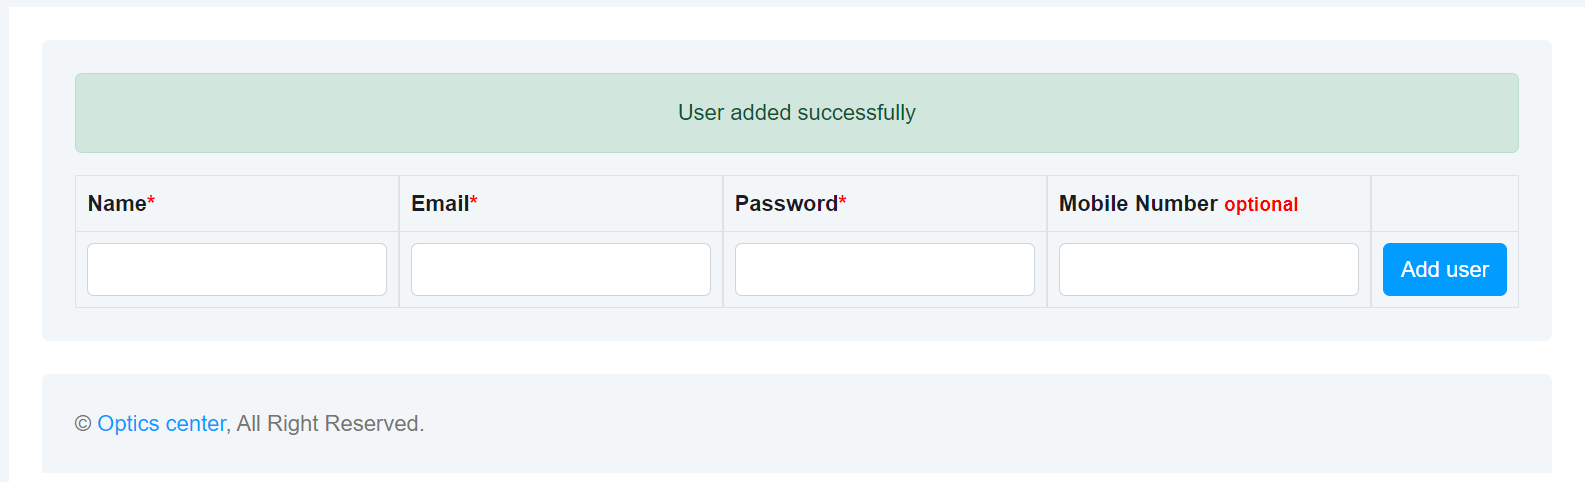 User added successfully
Name* Email* Password* Mobile Number optional
Add user
© Optics center, All Right Reserved.